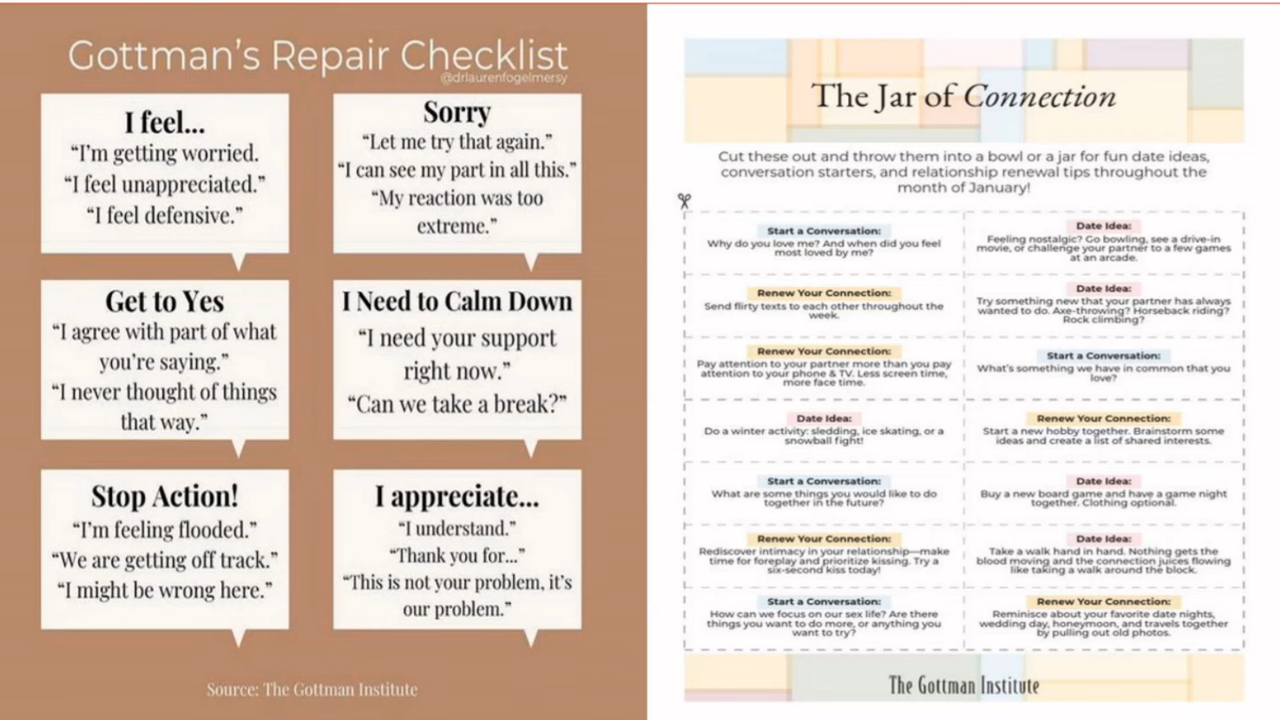 Gottman's Repair Checklist
@drlaurenfogelmersy
I feel...
“I'm getting worried.
“I feel unappreciated.”
“I feel defensive.”
Sorry
“Let me try that again.”
“I can see my part in all this.”
“My reaction was too
extreme.”
Get to Yes
“I agree with part of what
you're saying.”
“I never thought of things
that way.”
I Need to Calm Down
“I need your support
right now.”
“Can we take a break?”
Stop Action!
“I'm feeling flooded.”
“We are getting off track.”
“I might be wrong here.”
I appreciate...
“I understand.”
“Thank you for...”
“This is not your problem, it's
our problem.”
Source: The Gottman Institute
The Jar of Connection
Cut these out and throw them into a bowl or a jar for fun date ideas,
conversation starters, and relationship renewal tips throughout the
month of January!
Start a Conversation:
Why do you love me? And when did you feel
most loved by me?
Date Idea:
Feeling nostalgic? Go bowling, see a drive-in
movie, or challenge your partner to a few games
at an arcade.
Renew Your Connection:
Send flirty texts to each other throughout the
week.
Date Idea:
Try something new that your partner has always
wanted to do. Axe-throwing? Horseback riding?
Rock climbing?
Renew Your Connection:
Pay attention to your partner more than you pay
attention to your phone & TV. Less screen time,
more face time.
Start a Conversation:
What's something we have in common that you
love?
Date Idea:
Do a winter activity: sledding, ice skating, or a
snowball fight!
Renew Your Connection:
Start a new hobby together. Brainstorm some
ideas and create a list of shared interests.
Start a Conversation:
What are some things you would like to do
together in the future?
Date Idea:
Buy a new board game and have a game night
together. Clothing optional.
Renew Your Connection:
Rediscover intimacy in your relationship—make
time for foreplay and prioritize kissing. Try a
six-second kiss today!
Date Idea:
Take a walk hand in hand. Nothing gets the
blood moving and the connection juices flowing
like taking a walk around the block.
Start a Conversation:
How can we focus on our sex life? Are there
things you want to do more, or anything you
want to try?
Renew Your Connection:
Reminisce about your favorite date nights,
wedding day, honeymoon, and travels together
by pulling out old photos.
The Gottman Institute